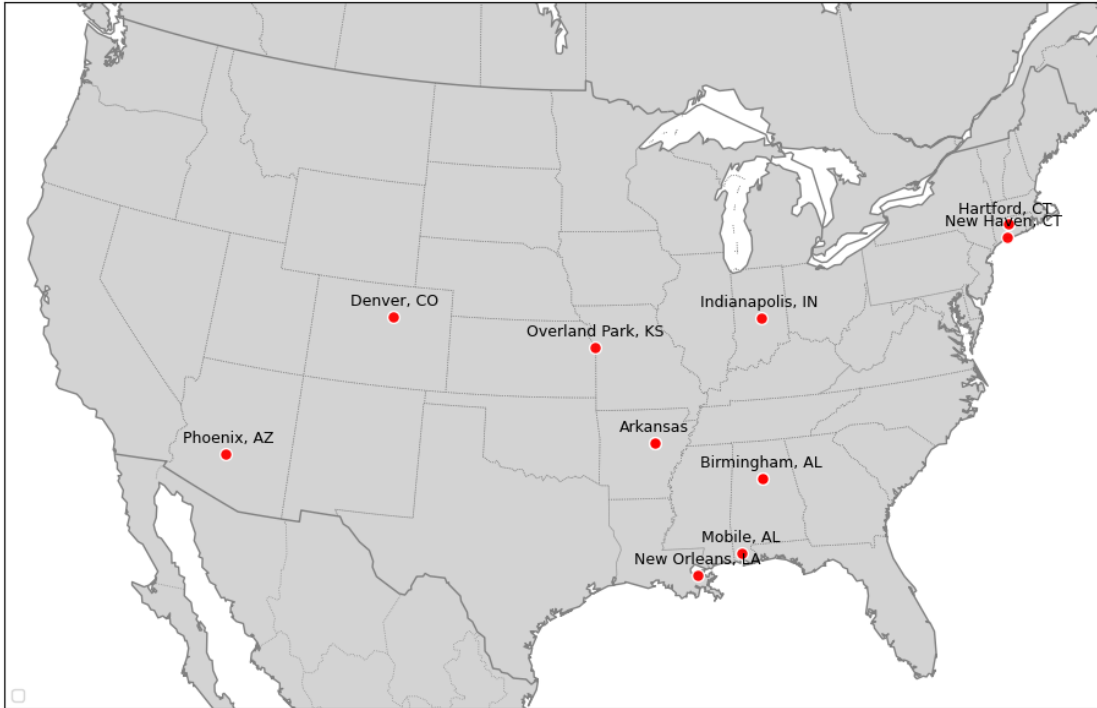 Hartford, CT
New Haven, CT
Denver, CO
Indianapolis, IN
Overland Park, KS
Arkansas
Phoenix, AZ
Birmingham, AL
Mobile, AL
New Orleans, LA